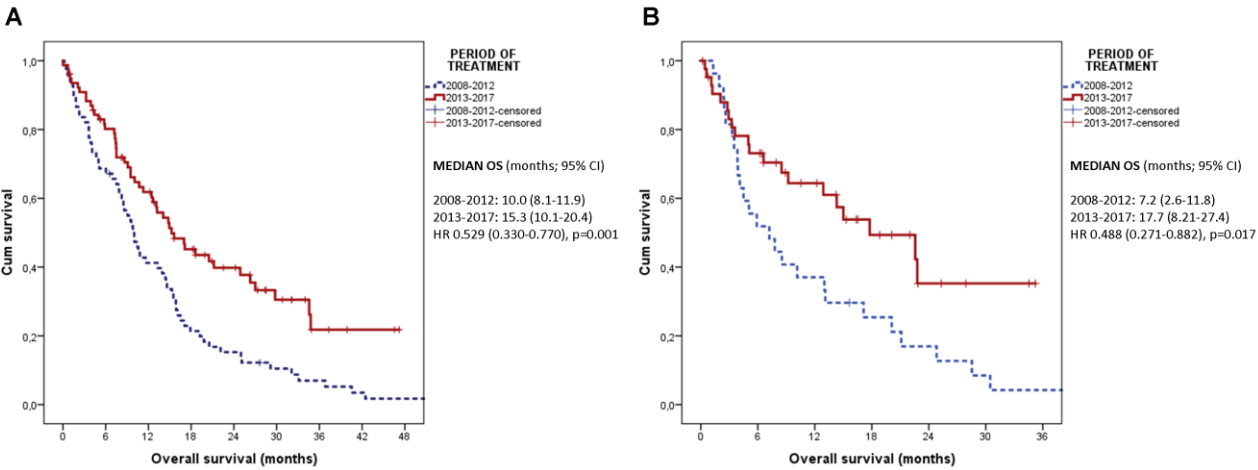 A
PERIOD OF
TREATMENT
2008-2012
2013-2017
2008-2012-censored
2013-2017-censored
MEDIAN OS (months; 95% CI)
2008-2012: 10.0 (8.1-11.9)
2013-2017: 15.3 (10.1-20.4)
HR 0.529 (0.330-0.770), p=0.001
Cum survival
1,0
0,8
0,6
0,4
0,2
0,0
0 6 12 18 24 30 36 42 48
Overall survival (months)
B
PERIOD OF
TREATMENT
2008-2012
2013-2017
2008-2012-censored
2013-2017-censored
MEDIAN OS (months; 95% CI)
2008-2012: 7.2 (2.6-11.8)
2013-2017: 17.7 (8.21-27.4)
HR 0.488 (0.271-0.882), p=0.017
Cum survival
1,0
0,8
0,6
0,4
0,2
0,0
0 6 12 18 24 30 36
Overall survival (months)